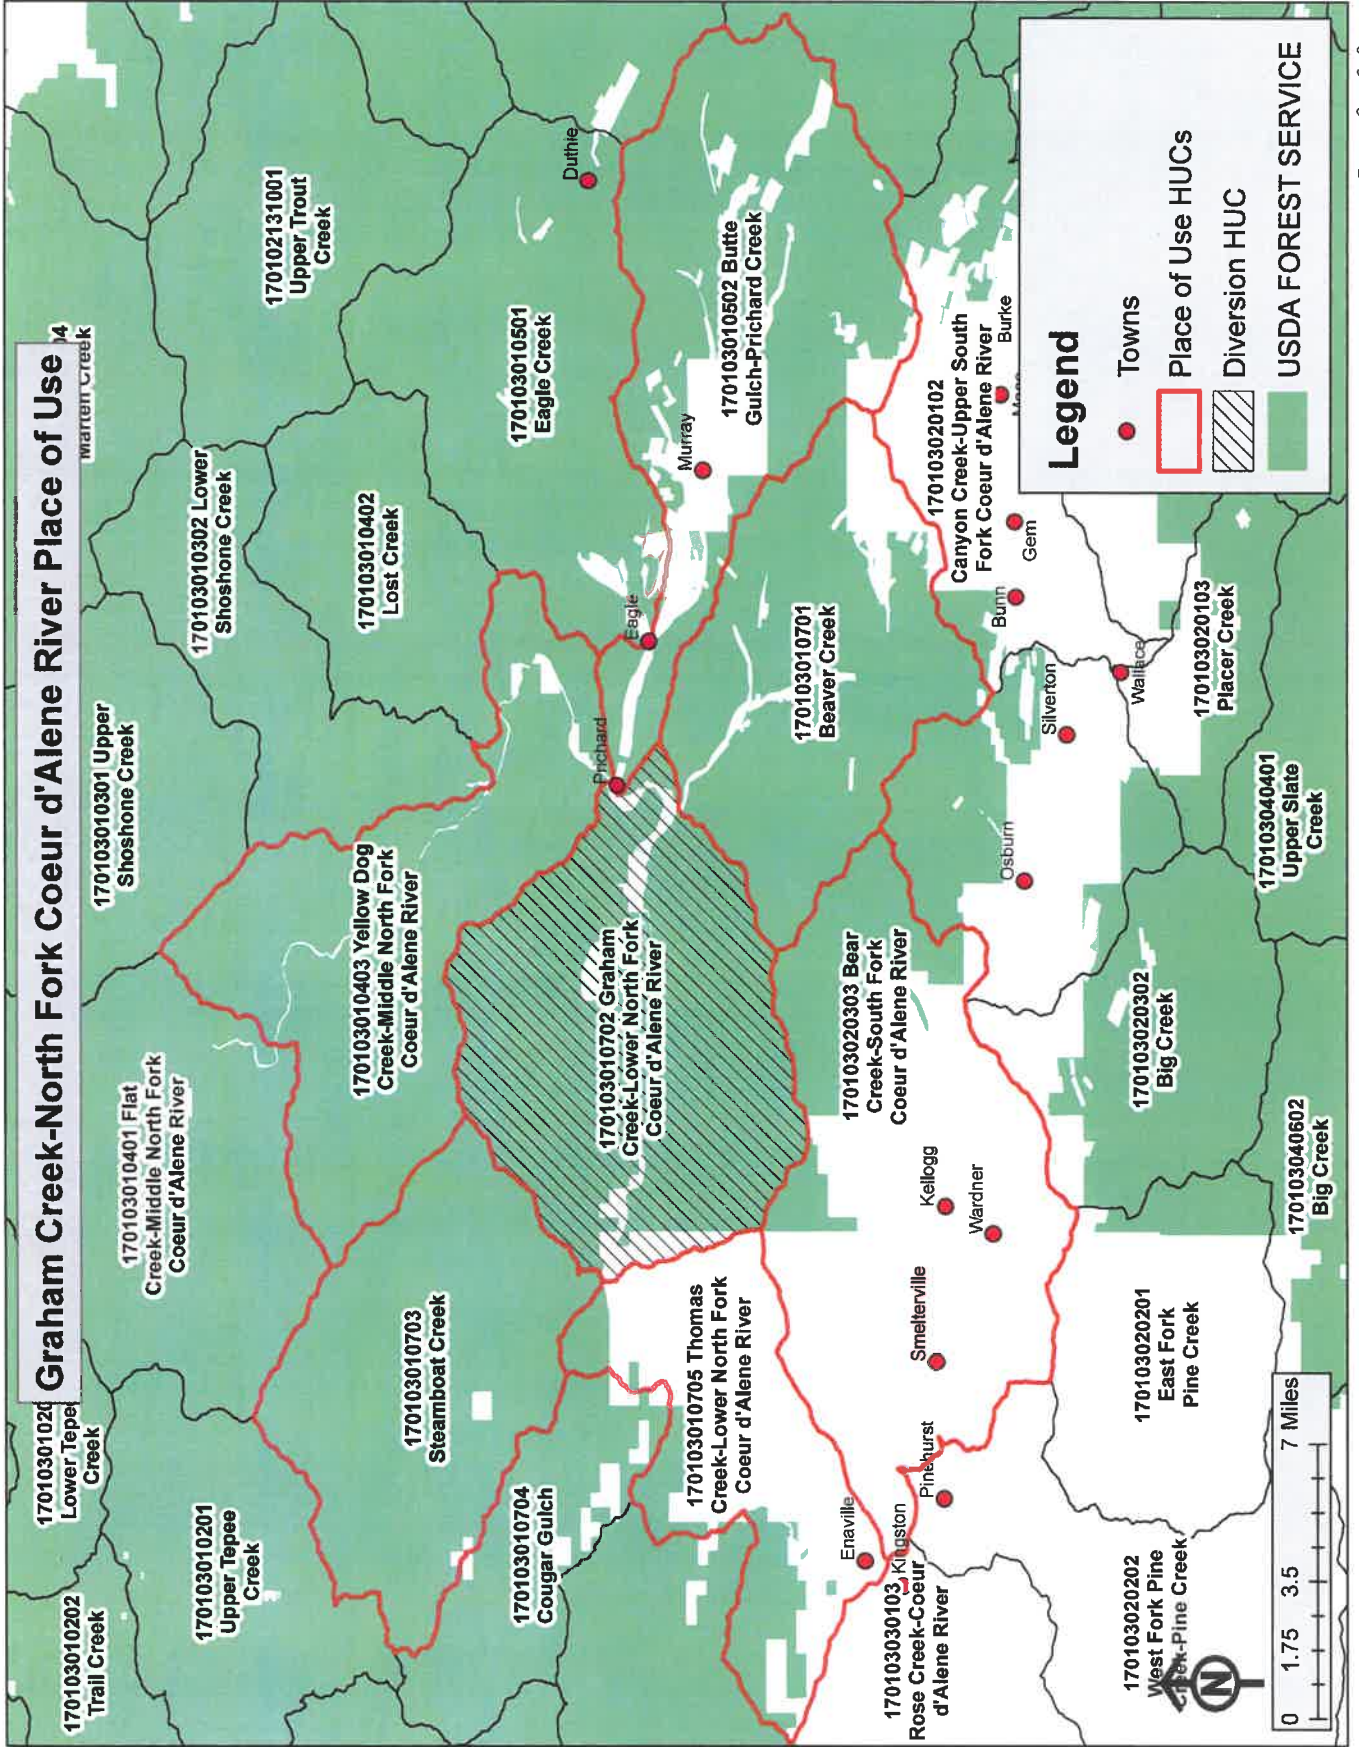 Graham Creek-North Fork Coeur d'Alene River Place of Use
170103010202
Trail Creek
Lower Tepee
Creek
170103010201
Upper Tepee
Creek
170103010401 Flat
Creek-Middle North Fork
Coeur d'Alene River
170103010301 Upper
Shoshone Creek
170103010302 Lower
Shoshone Creek
Marten Creek
170102131001
Upper Trout
Creek
170103010402
Lost Creek
170103010403 Yellow Dog
Creek-Middle North Fork
Coeur d'Alene River
170103010703
Steamboat Creek
170103010501
Eagle Creek
Duthie
170103010704
Cougar Gulch
170103010702 Graham
Creek-Lower North Fork
Coeur d'Alene River
Prichard
Eagle
Murray
170103010502 Butte
Gulch-Prichard Creek
170103010705 Thomas
Creek-Lower North Fork
Coeur d'Alene River
170103010701
Beaver Creek
170103020303 Bear
Creek-South Fork
Coeur d'Alene River
170103020102
Canyon Creek-Upper South
Fork Coeur d'Alene River
Burke
Gem
Bunn
Enaville
Kingston
Pinehurst
Smelterville
Kellogg
Wardner
Osburn
Silverton
Wallace
170103030103
Rose Creek-Coeur
d'Alene River
170103020202
West Fork Pine
Creek-Pine Creek
170103020201
East Fork
Pine Creek
170103020302
Big Creek
170103020103
Placer Creek
170103040401
Upper Slate
Creek
170103040602
Big Creek
N
0 1.75 3.5 7 Miles
Legend
Towns
Place of Use HUCs
Diversion HUC
USDA FOREST SERVICE